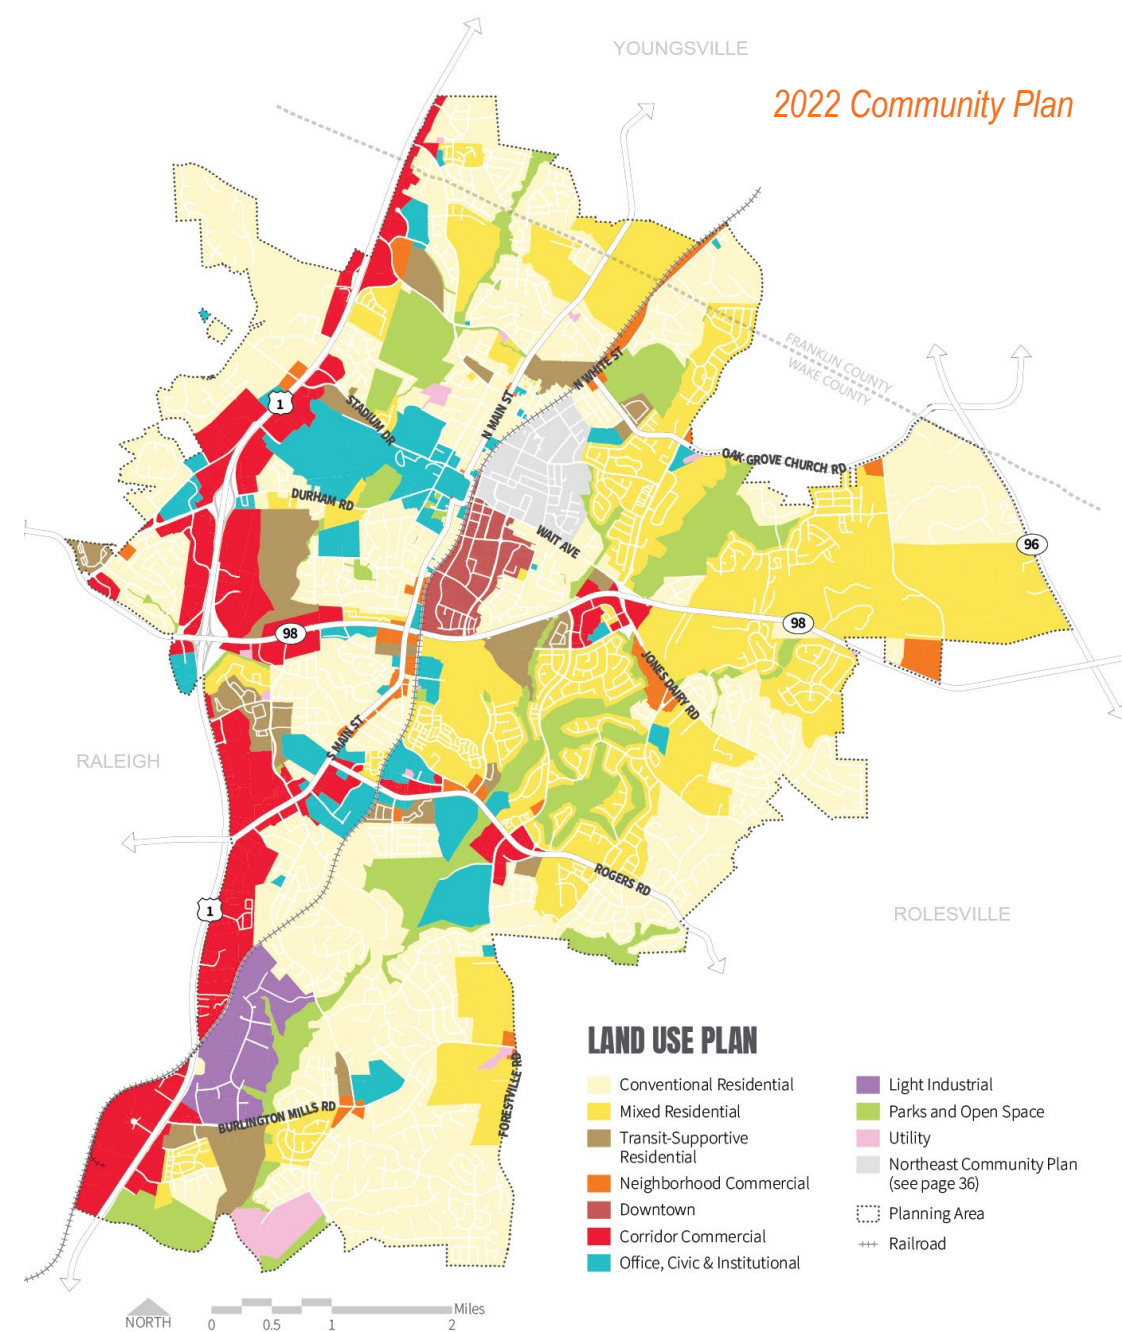 YOUNGSVILLE
2022 Community Plan
FRANKLIN COUNTY
WAKE COUNTY
N WHITE ST
1
STADIUM DR
N MAIN ST
OAK GROVE CHURCH RD
DURHAM RD
WAIT AVE
96
98
98
JONES DAIRY RD
S MAIN ST
RALEIGH
ROGERS RD
1
ROLESVILLE
FORESTVILLE RD
BURLINGTON MILLS RD
LAND USE PLAN
Conventional Residential
Mixed Residential
Transit-Supportive
Residential
Neighborhood Commercial
Downtown
Corridor Commercial
Office, Civic & Institutional
Light Industrial
Parks and Open Space
Utility
Northeast Community Plan
(see page 36)
Planning Area
Railroad
NORTH
Miles
0 0.5 1 2